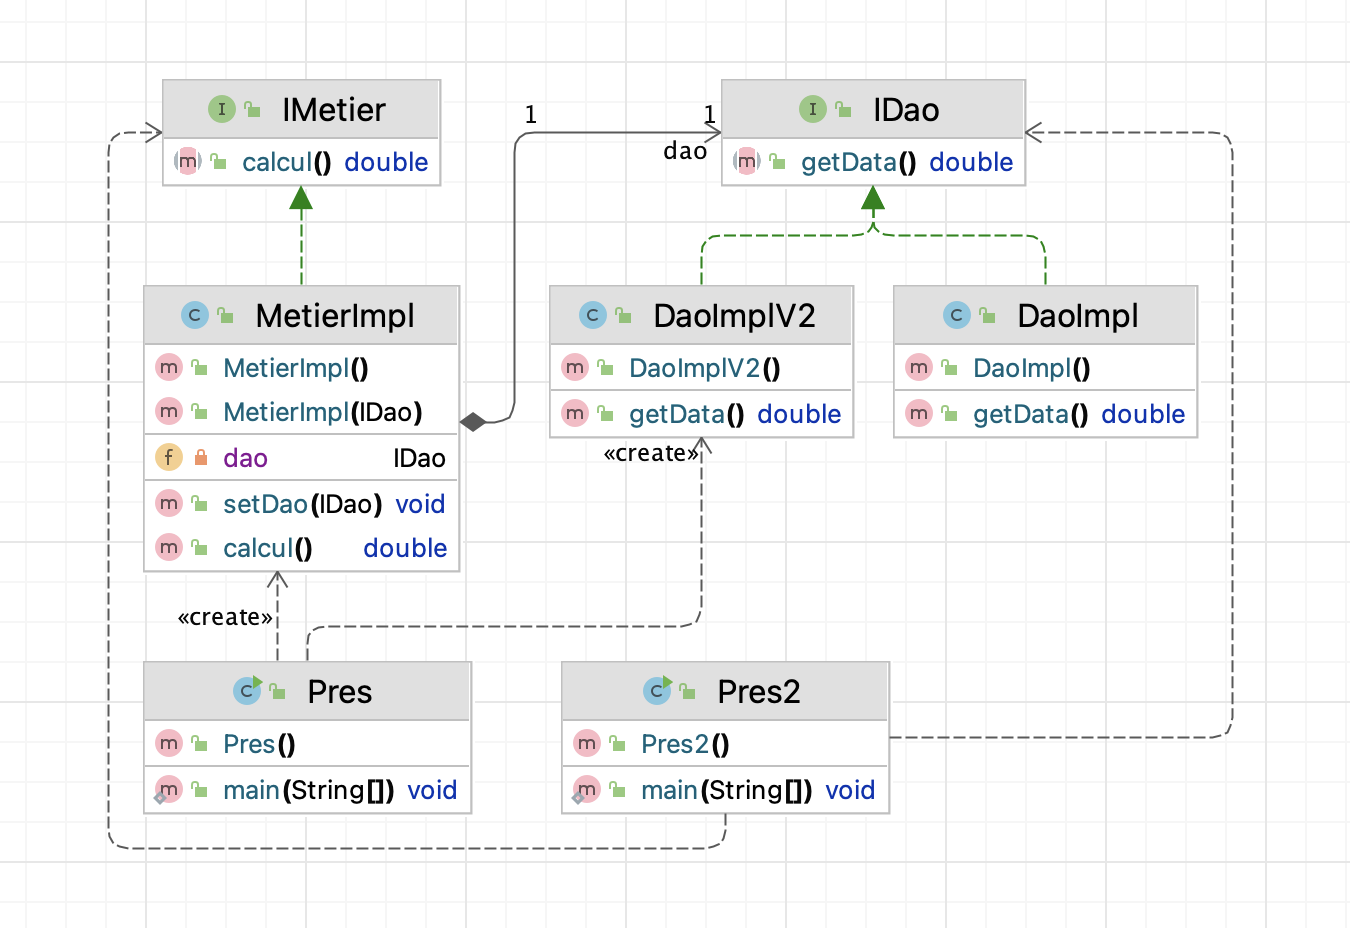 IMetier
calcul() double
1
1
dao
IDao
getData() double
MetierImpl
MetierImpl()
MetierImpl(IDao)
dao IDao
setDao(IDao) void
calcul() double
DaoImplV2
DaoImplV2()
getData() double
DaoImpl
DaoImpl()
getData() double
«create»
«create»
Pres
Pres()
main(String[]) void
Pres2
Pres2()
main(String[]) void